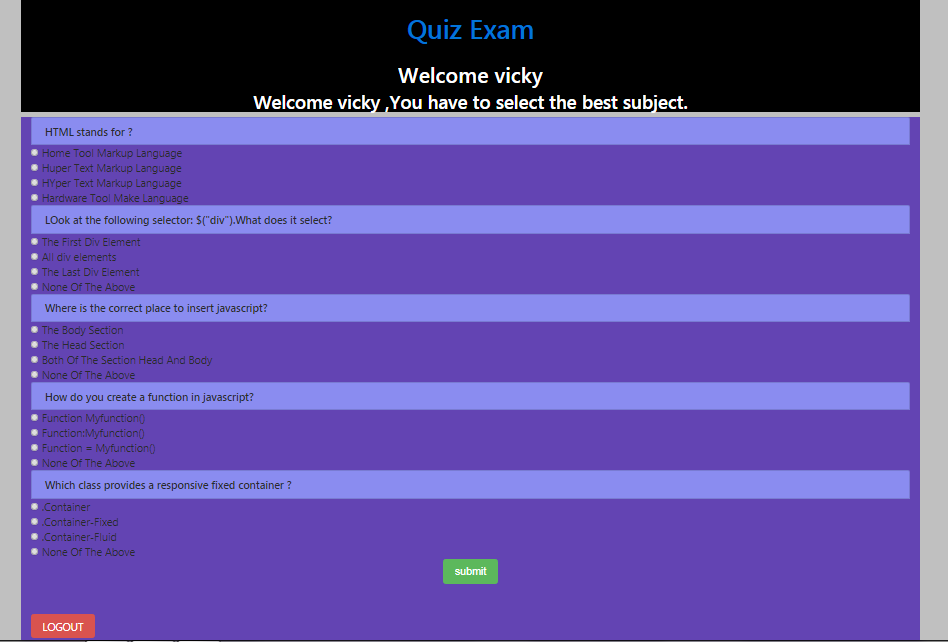 Quiz Exam
Welcome vicky
Welcome vicky ,You have to select the best subject.
HTML stands for ?
Home Tool Markup Language
Huper Text Markup Language
HYper Text Markup Language
Hardware Tool Make Language
LOok at the following selector: $("div").What does it select?
The First Div Element
All div elements
The Last Div Element
None Of The Above
Where is the correct place to insert javascript?
The Body Section
The Head Section
Both Of The Section Head And Body
None Of The Above
How do you create a function in javascript?
Function Myfunction()
Function:Myfunction()
Function = Myfunction()
None Of The Above
Which class provides a responsive fixed container ?
.Container
.Container-Fixed
.Container-Fluid
None Of The Above
submit
LOGOUT